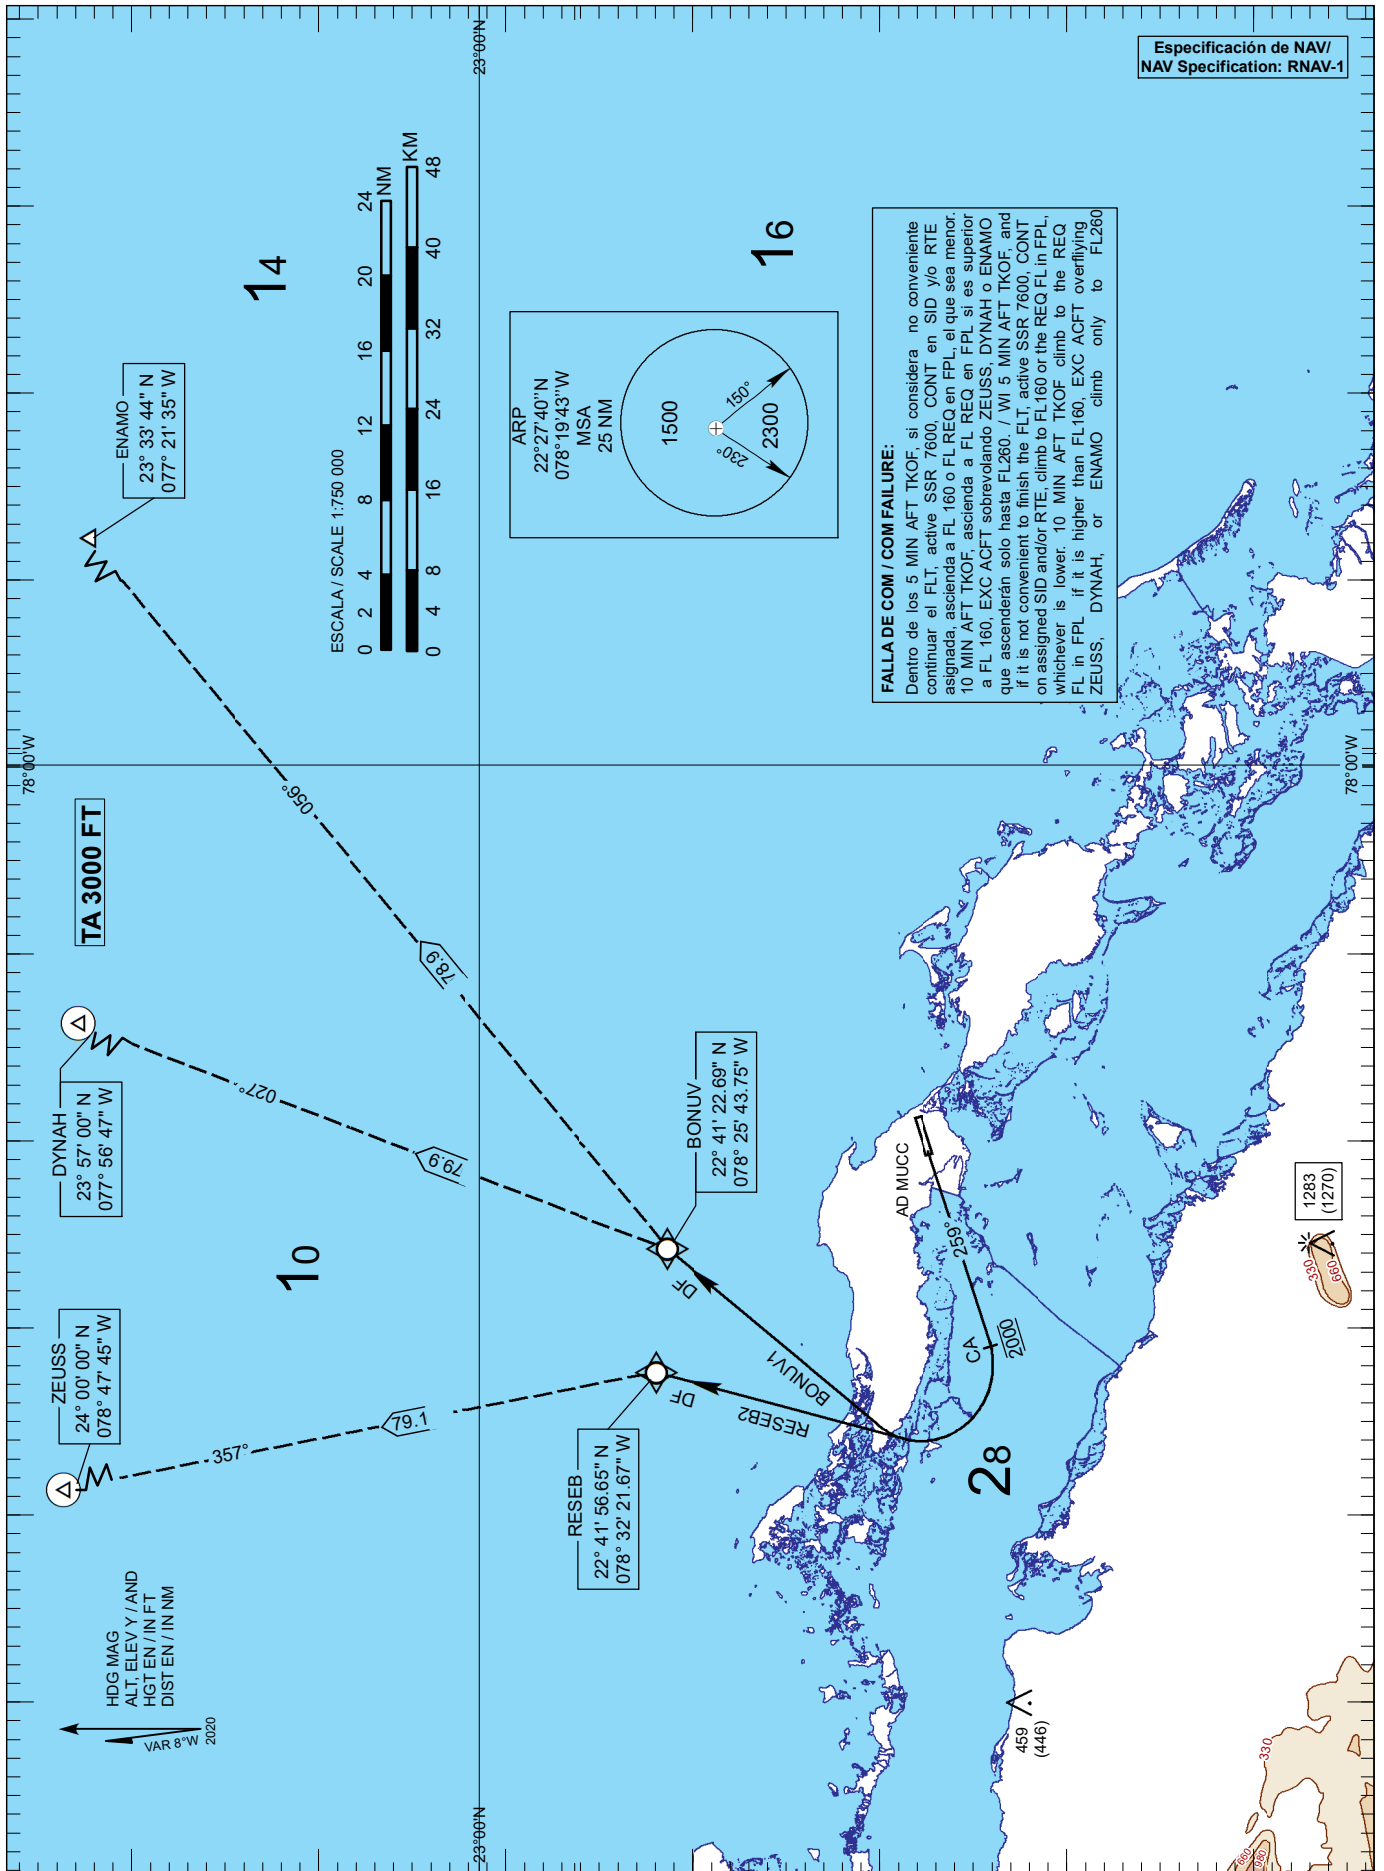 HDG MAG
ALT, ELEV Y / AND
HGT EN / IN FT
DIST EN / IN NM
VAR 8°W
2020
ZEUSS
24° 00' 00" N
078° 47' 45" W
DYNAH
23° 57' 00" N
077° 56' 47" W
TA 3000 FT
78°00'W
ENAMO
23° 33' 44" N
077° 21' 35" W
357°
79.1
027°
79.9
056°
78.9
10
14
ESCALA / SCALE 1:750 000
0 2 4 8 12 16 20 24
NM
KM
0 4 8 16 24 32 40 48
23°00'N
23°00'N
ARP
22°27'40"N
078°19'43"W
MSA
25 NM
1500
150°
230°
2300
16
RESEB
22° 41' 56.65" N
078° 32' 21.67" W
BONUV
22° 41' 22.69" N
078° 25' 43.75" W
DF
DF
RESEB2
BONUV1
AD MUCC
259°
CA
2000
28
FALLA DE COM / COM FAILURE:
Dentro de los 5 MIN AFT TKOF, si considera no conveniente
continuar el FLT, active SSR 7600, CONT en SID y/o RTE
asignada, ascienda a FL 160 o FL REQ en FPL, el que sea menor.
10 MIN AFT TKOF, ascienda a FL REQ en FPL si es superior
a FL 160, EXC ACFT sobrevolando ZEUSS, DYNAH o ENAMO
que ascenderán solo hasta FL260. / WI 5 MIN AFT TKOF, and
if it is not convenient to finish the FLT, active SSR 7600, CONT
on assigned SID and/or RTE, climb to FL160 or the REQ FL in FPL,
whichever is lower. 10 MIN AFT TKOF climb to the REQ
FL in FPL if it is higher than FL160, EXC ACFT overfliying
ZEUSS, DYNAH, or ENAMO climb only to FL260
Especificación de NAV/
NAV Specification: RNAV-1
459
(446)
1283
(1270)
330
660
330
660
980
78°00'W